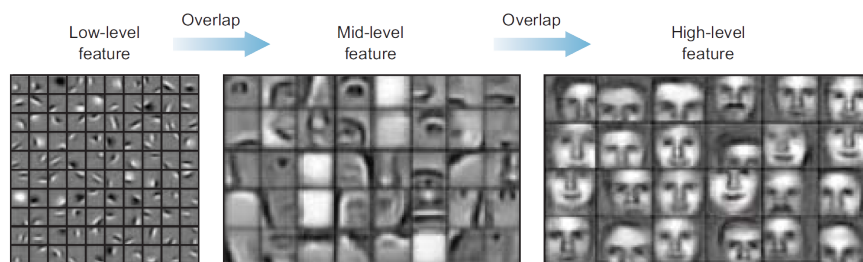 Low-level
feature
Overlap
Mid-level
feature
Overlap
High-level
feature